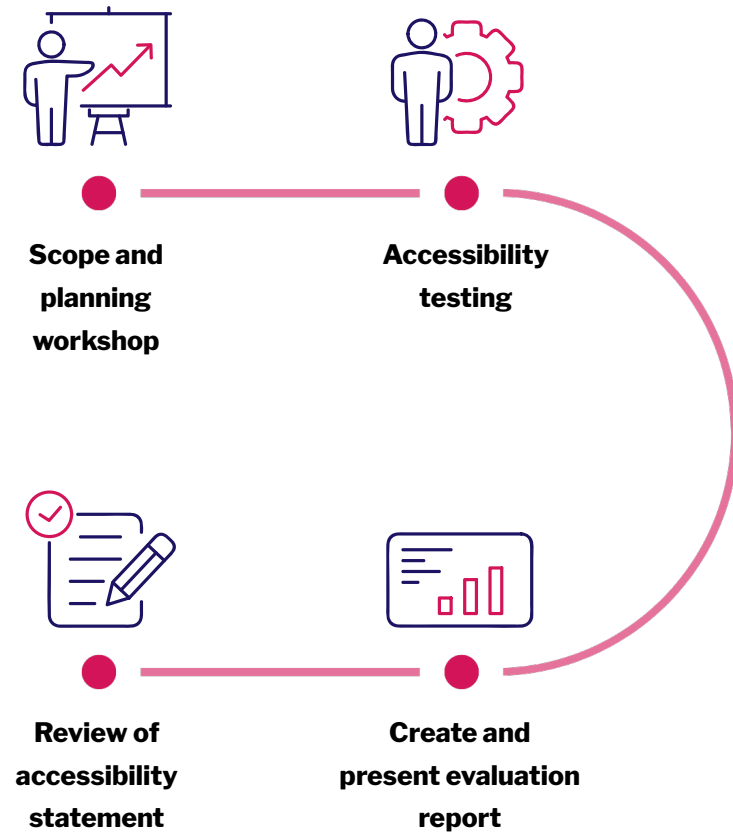 Scope and
planning
workshop
Accessibility
testing
Create and
present evaluation
report
Review of
accessibility
statement